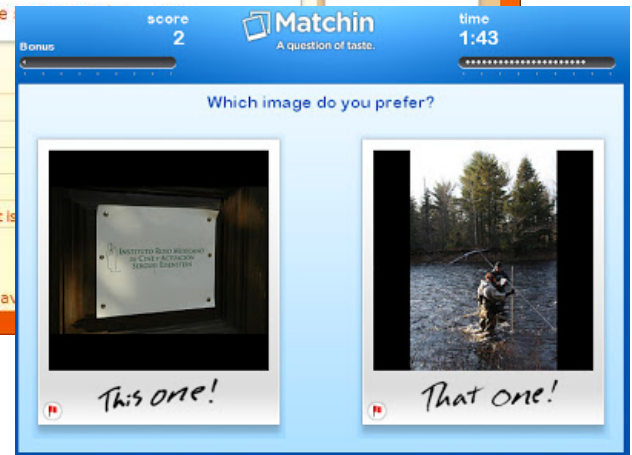 score
2
Matchin
A question of taste.
time
1:43
Bonus
Which image do you prefer?
INSTITUTO RUSO MEXICANO
DE CINE Y ACTUACIÓN
SERGUEI EISENSTEIN
This one!
That one!